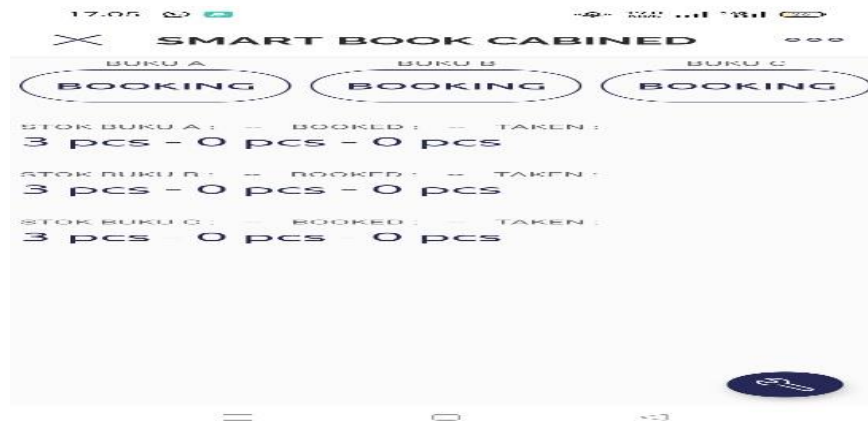 17.05
SMART BOOK CABINED
BUKU A BUKU B BUKU C
BOOKING BOOKING BOOKING
STOK BUKU A : -- BOOKED : -- TAKEN :
3 pcs - 0 pcs - 0 pcs
STOK BUKU B : -- BOOKED : -- TAKEN :
3 pcs - 0 pcs - 0 pcs
STOK BUKU C : -- BOOKED : -- TAKEN :
3 pcs - 0 pcs - 0 pcs